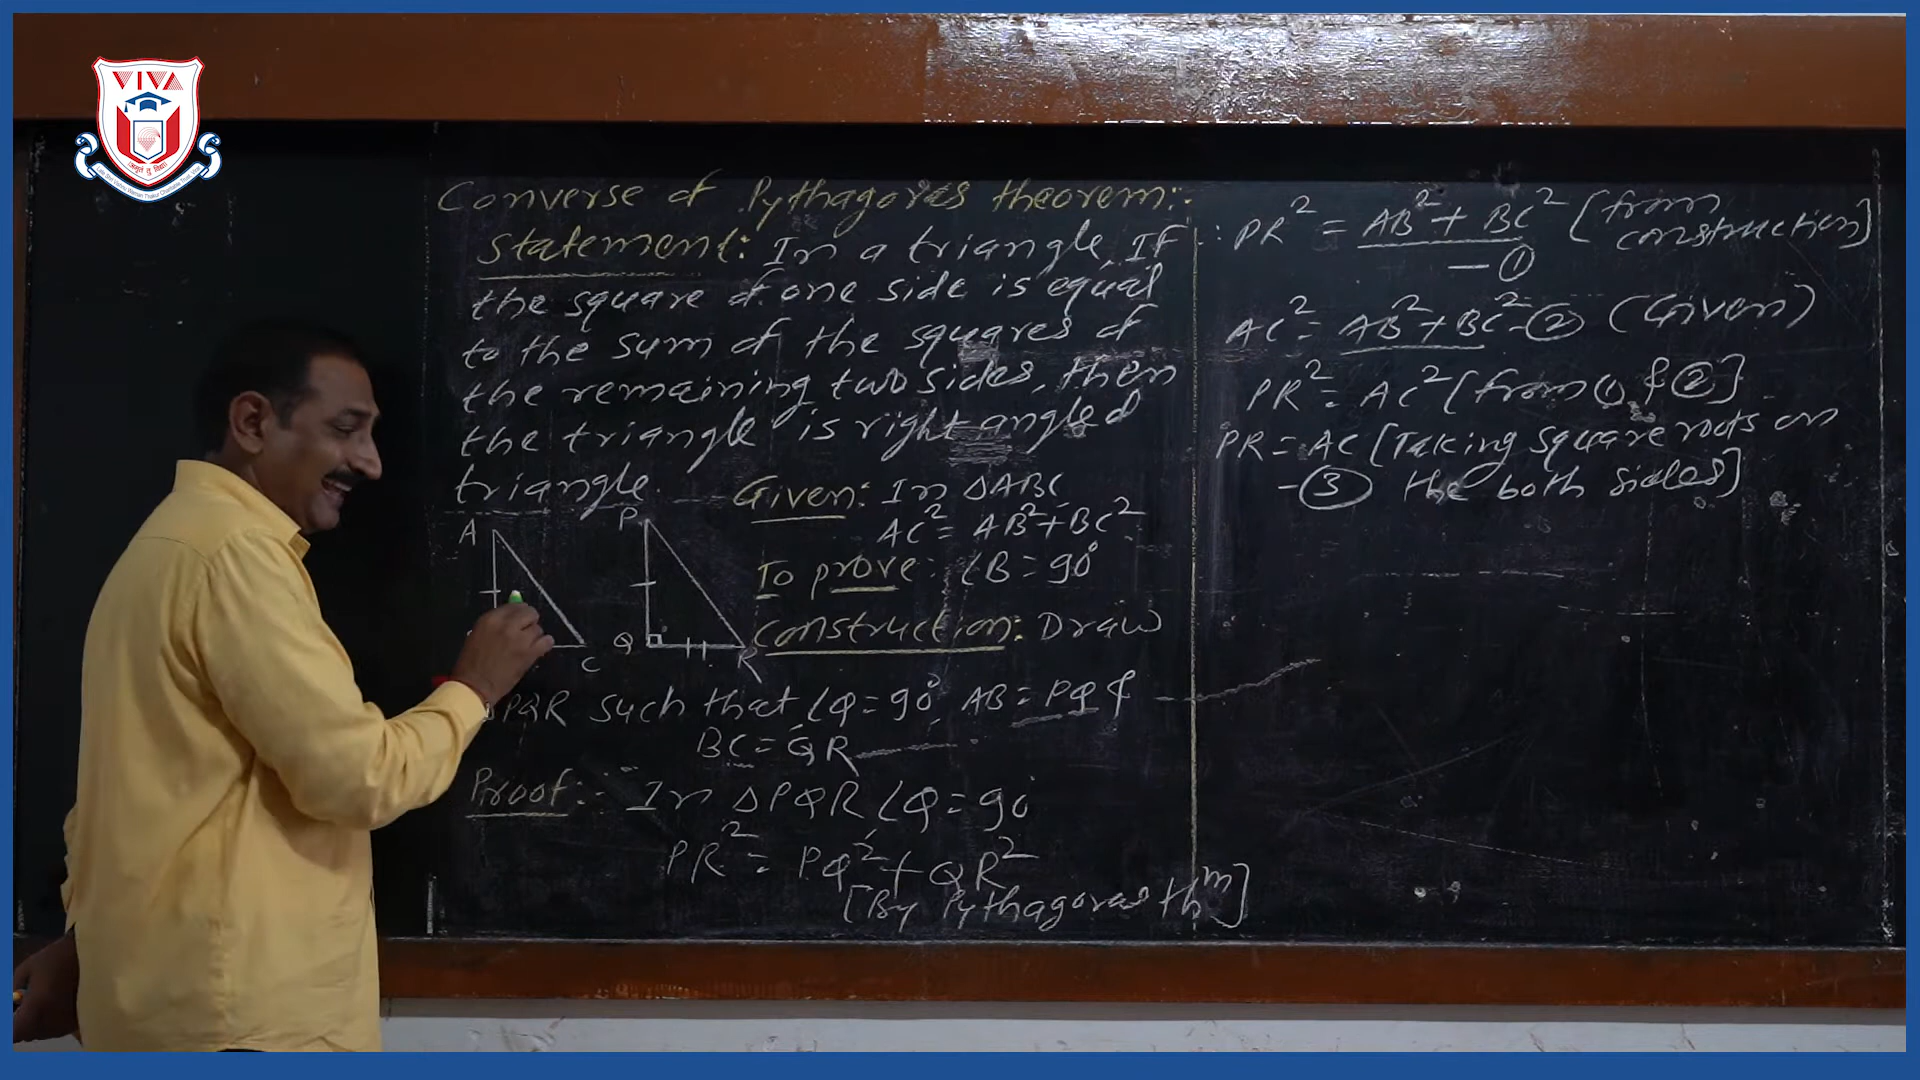 VIVA
Converse of Pythagoras theorem:-
Statement: In a triangle, If
the square of one side is equal
to the sum of the squares of
the remaining two sides, then
the triangle is right angled
triangle.
Given: In △ABC
AC² = AB² + BC²
To prove: ∠B = 90°
Construction: Draw
△PQR such that ∠Q = 90°, AB = PQ &
BC = QR
A
C
P
Q
R
Proof:- In △PQR ∠Q = 90°
PR² = PQ² + QR²
[By Pythagoras thm]
∴ PR² = AB² + BC² [from
construction]
— ①
AC² = AB² + BC² - ② (Given)
PR² = AC² [from ① & ②]
PR = AC [Taking square roots on
- ③ the both sides]